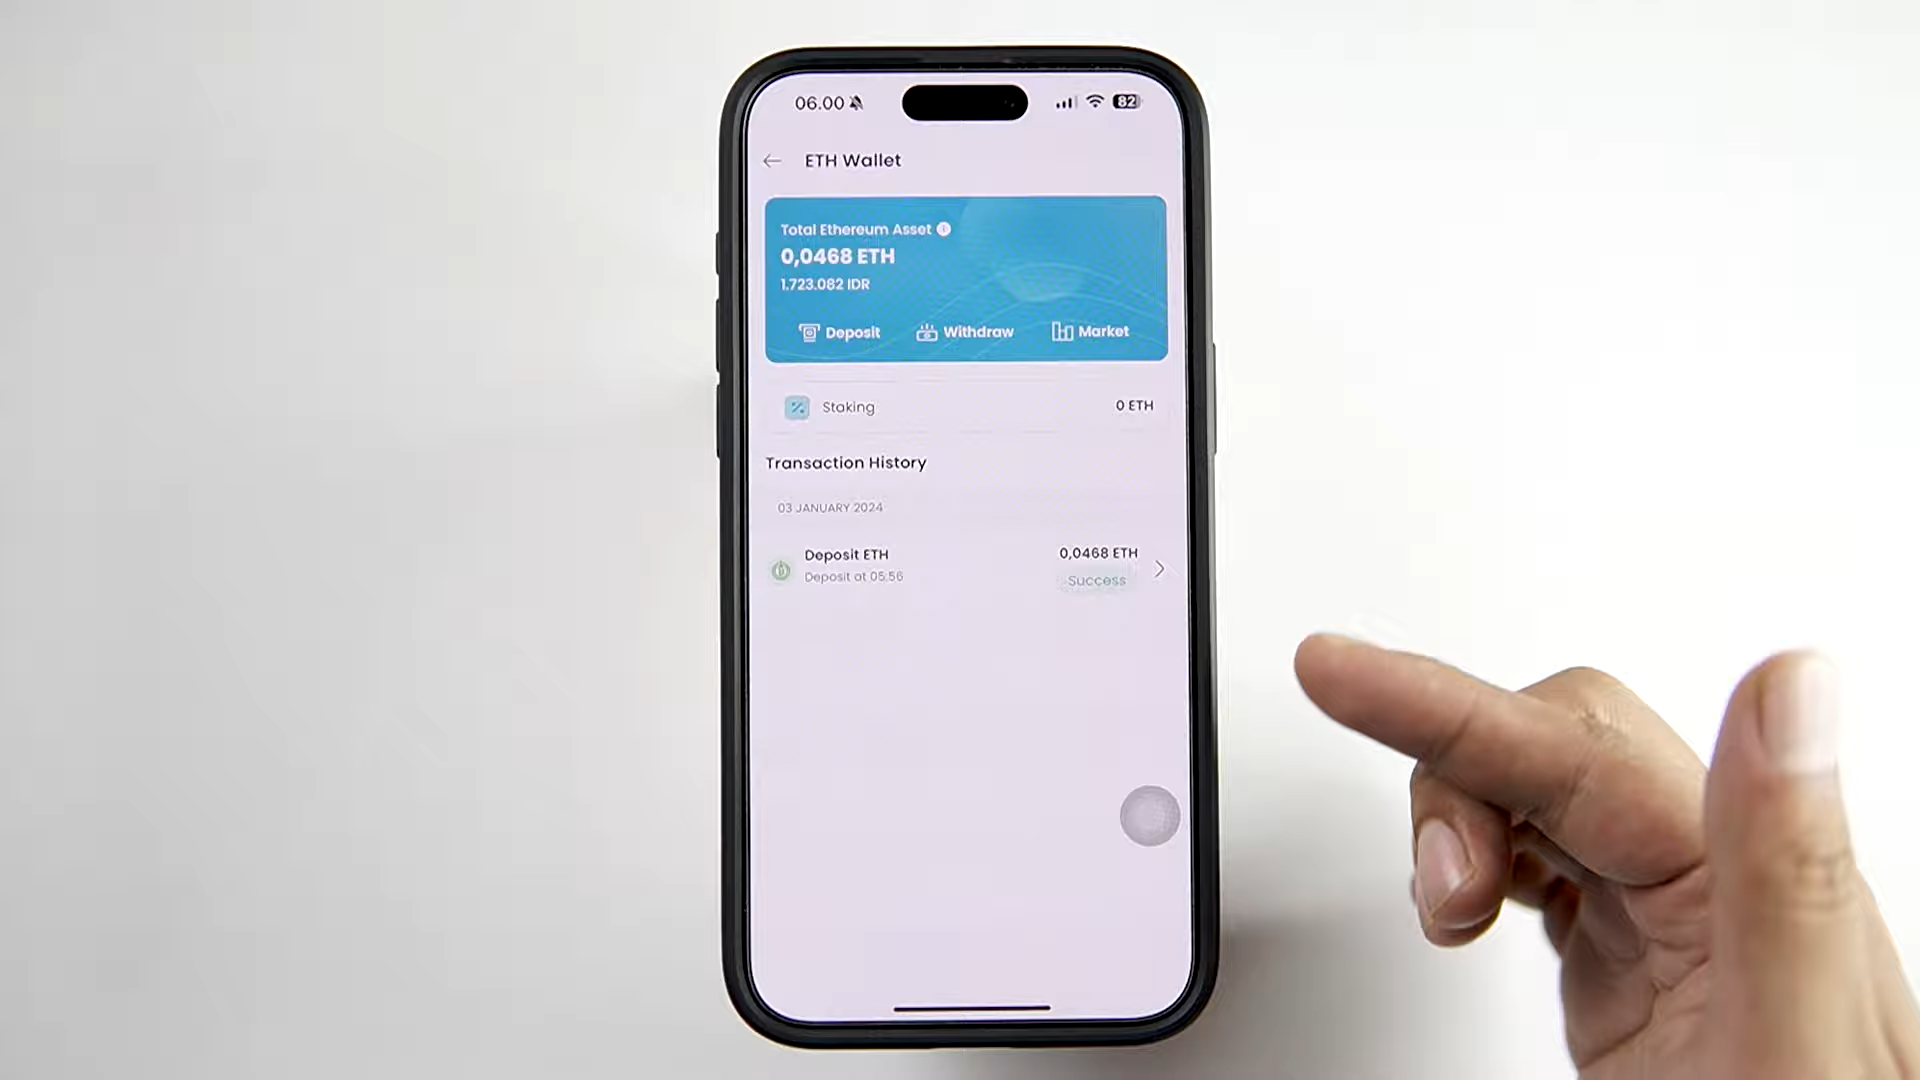 06.00
82
ETH Wallet
Total Ethereum Asset
0,0468 ETH
1.723.082 IDR
Deposit
Withdraw
Market
Staking
0 ETH
Transaction History
03 JANUARY 2024
Deposit ETH
0,0468 ETH
Deposit at 05:56
Success